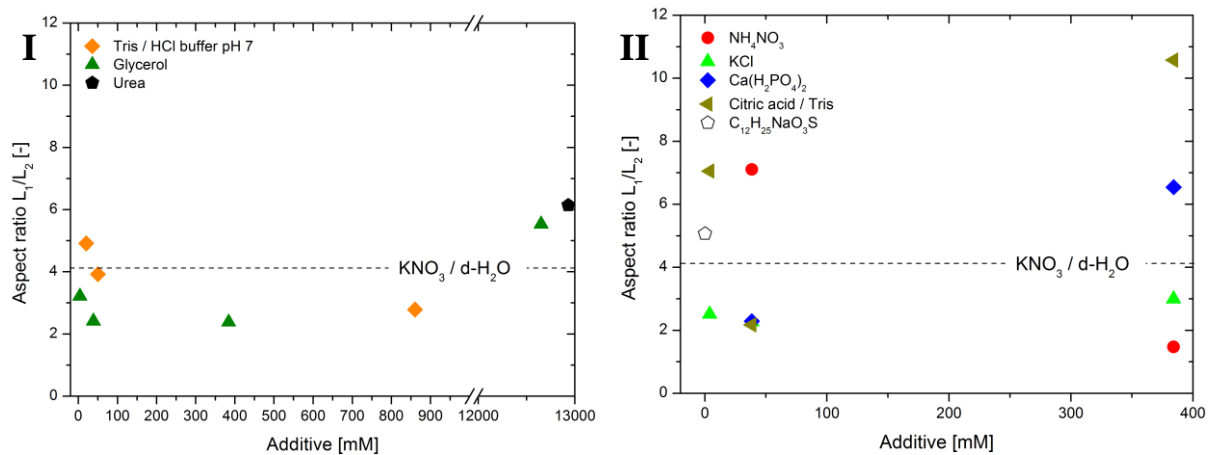 I
Tris / HCl buffer pH 7
Glycerol
Urea
KNO₃ / d-H₂O
Aspect ratio L₁/L₂ [-]
12
10
8
6
4
2
0
0 100 200 300 400 500 600 700 800 900 12000 13000
Additive [mM]
II
NH₄NO₃
KCl
Ca(H₂PO₄)₂
Citric acid / Tris
C₁₂H₂₅NaO₃S
KNO₃ / d-H₂O
Aspect ratio L₁/L₂ [-]
12
10
8
6
4
2
0
0 100 200 300 400
Additive [mM]